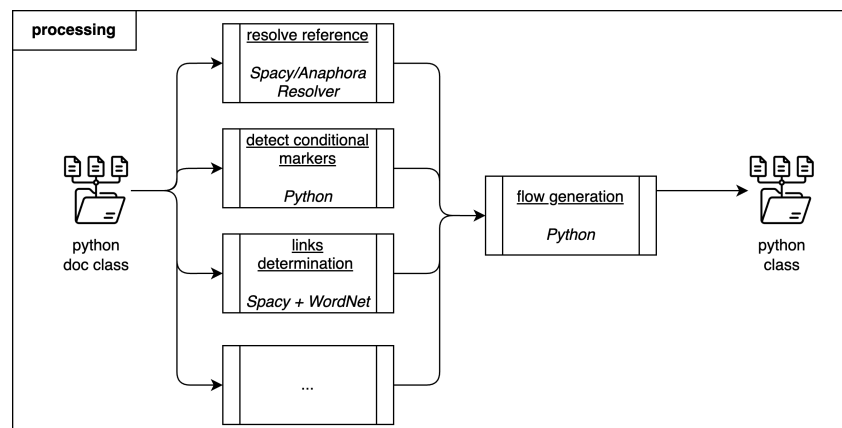 processing
resolve reference
Spacy/Anaphora
Resolver
detect conditional
markers
Python
links
determination
Spacy + WordNet
...
python
doc class
flow generation
Python
python
class